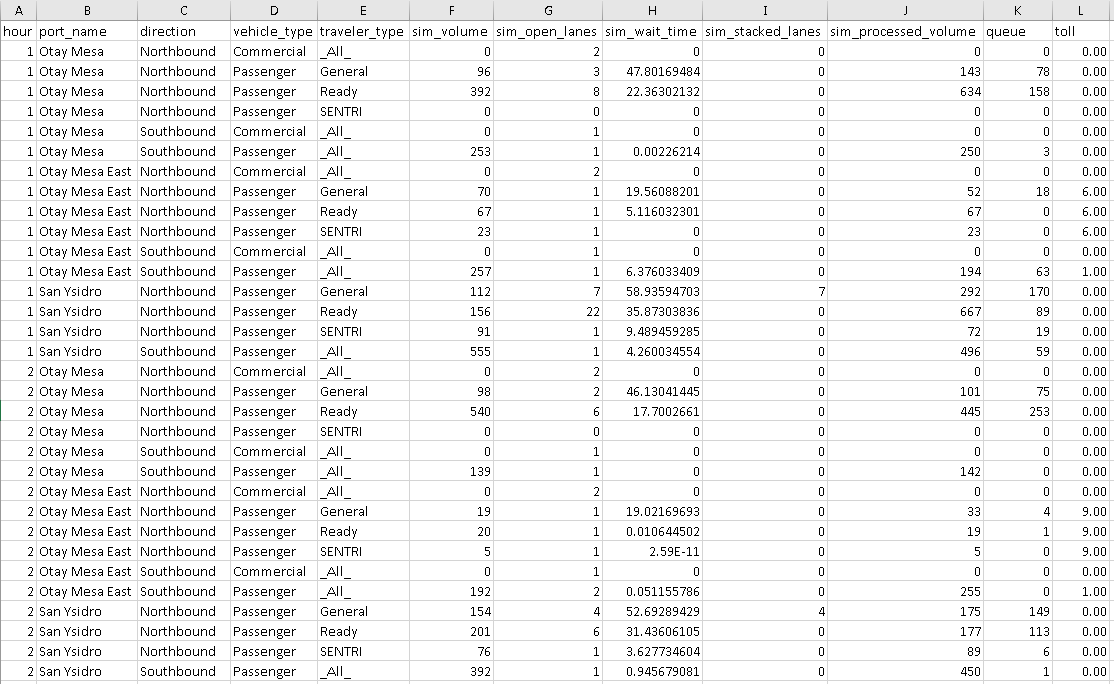 A B C D E F G H I J K L
hour port_name direction vehicle_type traveler_type sim_volume sim_open_lanes sim_wait_time sim_stacked_lanes sim_processed_volume queue toll
1 Otay Mesa Northbound Commercial _All_ 0 2 0 0 0 0 0.00
1 Otay Mesa Northbound Passenger General 96 3 47.80169484 0 143 78 0.00
1 Otay Mesa Northbound Passenger Ready 392 8 22.36302132 0 634 158 0.00
1 Otay Mesa Northbound Passenger SENTRI 0 0 0 0 0 0 0.00
1 Otay Mesa Southbound Commercial _All_ 0 1 0 0 0 0 0.00
1 Otay Mesa Southbound Passenger _All_ 253 1 0.00226214 0 250 3 0.00
1 Otay Mesa East Northbound Commercial _All_ 0 2 0 0 0 0 0.00
1 Otay Mesa East Northbound Passenger General 70 1 19.56088201 0 52 18 6.00
1 Otay Mesa East Northbound Passenger Ready 67 1 5.116032301 0 67 0 6.00
1 Otay Mesa East Northbound Passenger SENTRI 23 1 0 0 23 0 6.00
1 Otay Mesa East Southbound Commercial _All_ 0 1 0 0 0 0 0.00
1 Otay Mesa East Southbound Passenger _All_ 257 1 6.376033409 0 194 63 1.00
1 San Ysidro Northbound Passenger General 112 7 58.93594703 7 292 170 0.00
1 San Ysidro Northbound Passenger Ready 156 22 35.87303836 0 667 89 0.00
1 San Ysidro Northbound Passenger SENTRI 91 1 9.489459285 0 72 19 0.00
1 San Ysidro Southbound Passenger _All_ 555 1 4.260034554 0 496 59 0.00
2 Otay Mesa Northbound Commercial _All_ 0 2 0 0 0 0 0.00
2 Otay Mesa Northbound Passenger General 98 2 46.13041445 0 101 75 0.00
2 Otay Mesa Northbound Passenger Ready 540 6 17.7002661 0 445 253 0.00
2 Otay Mesa Northbound Passenger SENTRI 0 0 0 0 0 0 0.00
2 Otay Mesa Southbound Commercial _All_ 0 1 0 0 0 0 0.00
2 Otay Mesa Southbound Passenger _All_ 139 1 0 0 142 0 0.00
2 Otay Mesa East Northbound Commercial _All_ 0 2 0 0 0 0 0.00
2 Otay Mesa East Northbound Passenger General 19 1 19.02169693 0 33 4 9.00
2 Otay Mesa East Northbound Passenger Ready 20 1 0.010644502 0 19 1 9.00
2 Otay Mesa East Northbound Passenger SENTRI 5 1 2.59E-11 0 5 0 9.00
2 Otay Mesa East Southbound Commercial _All_ 0 1 0 0 0 0 0.00
2 Otay Mesa East Southbound Passenger _All_ 192 2 0.051155786 0 255 0 1.00
2 San Ysidro Northbound Passenger General 154 4 52.69289429 4 175 149 0.00
2 San Ysidro Northbound Passenger Ready 201 6 31.43606105 0 177 113 0.00
2 San Ysidro Northbound Passenger SENTRI 76 1 3.627734604 0 89 6 0.00
2 San Ysidro Southbound Passenger _All_ 392 1 0.945679081 0 450 1 0.00